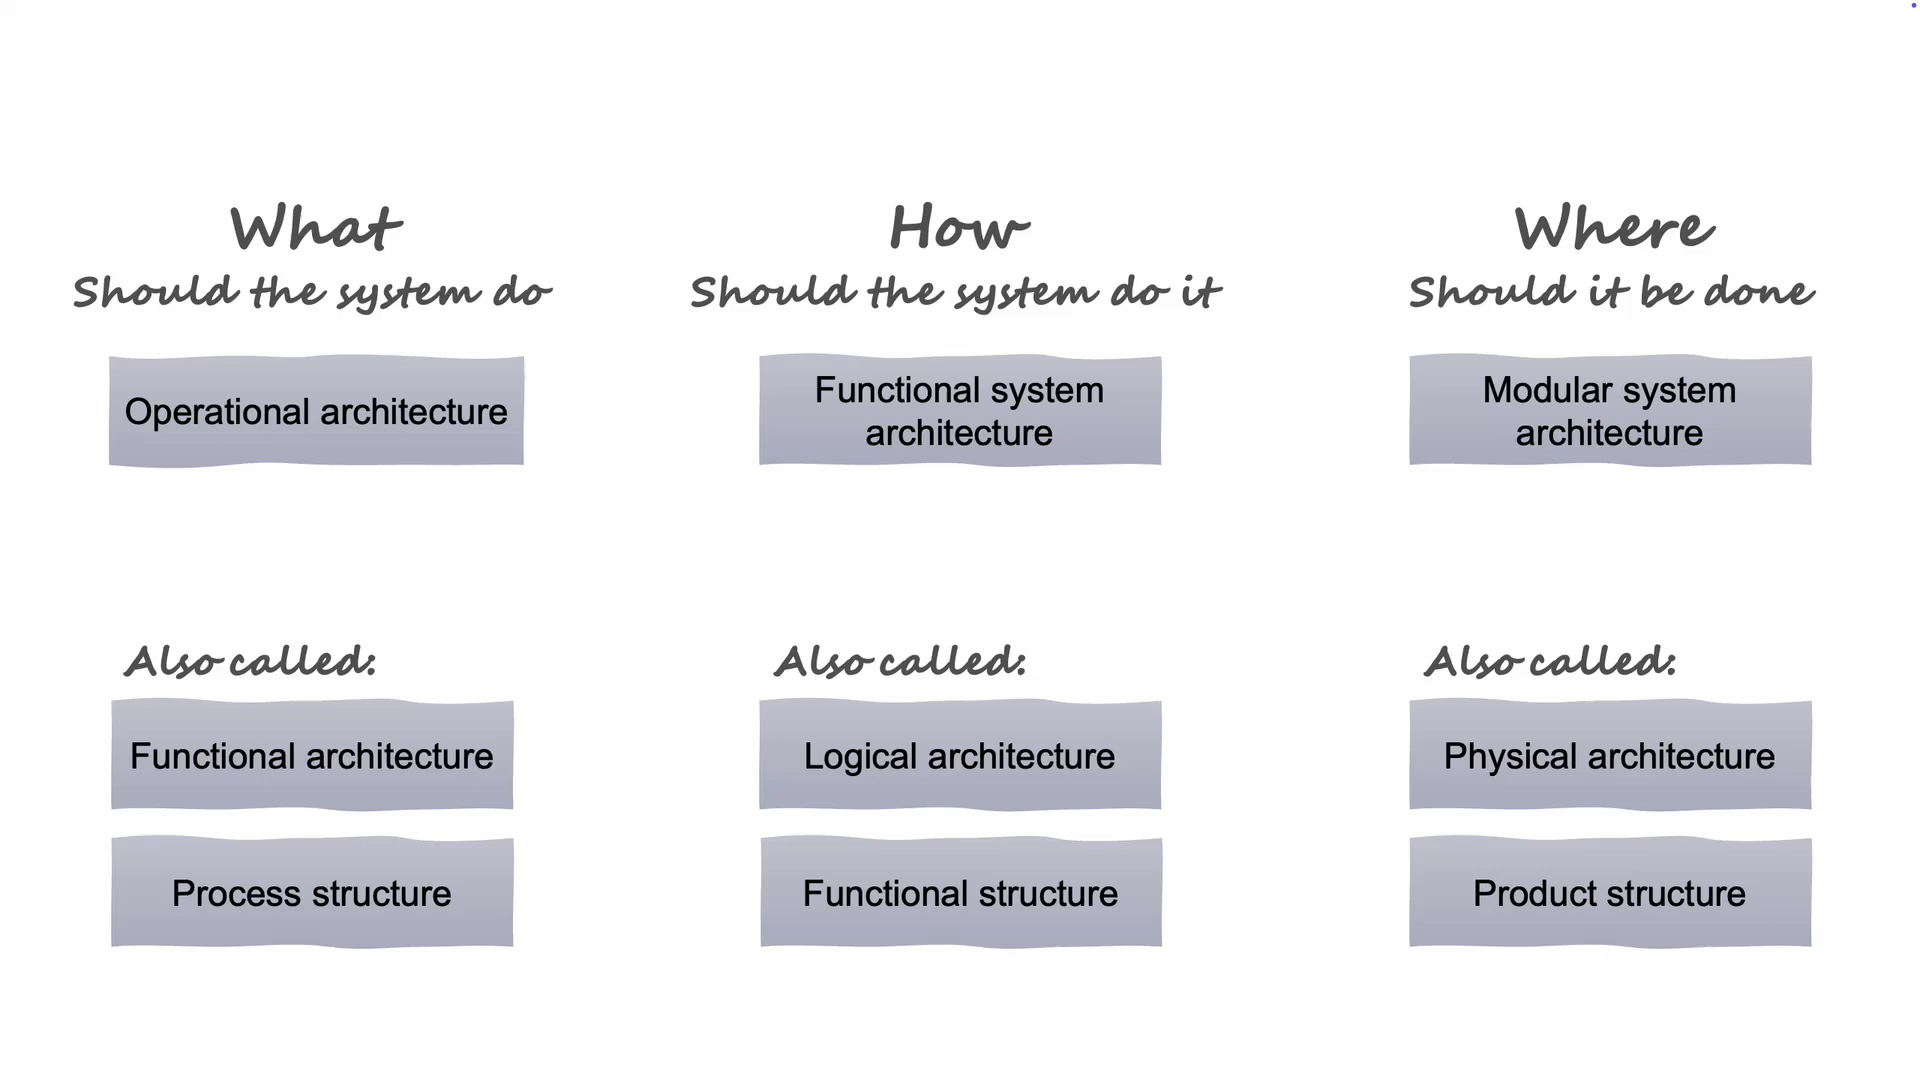 What
Should the system do
Operational architecture
How
Should the system do it
Functional system
architecture
Where
Should it be done
Modular system
architecture
Also called:
Functional architecture
Process structure
Also called:
Logical architecture
Functional structure
Also called:
Physical architecture
Product structure